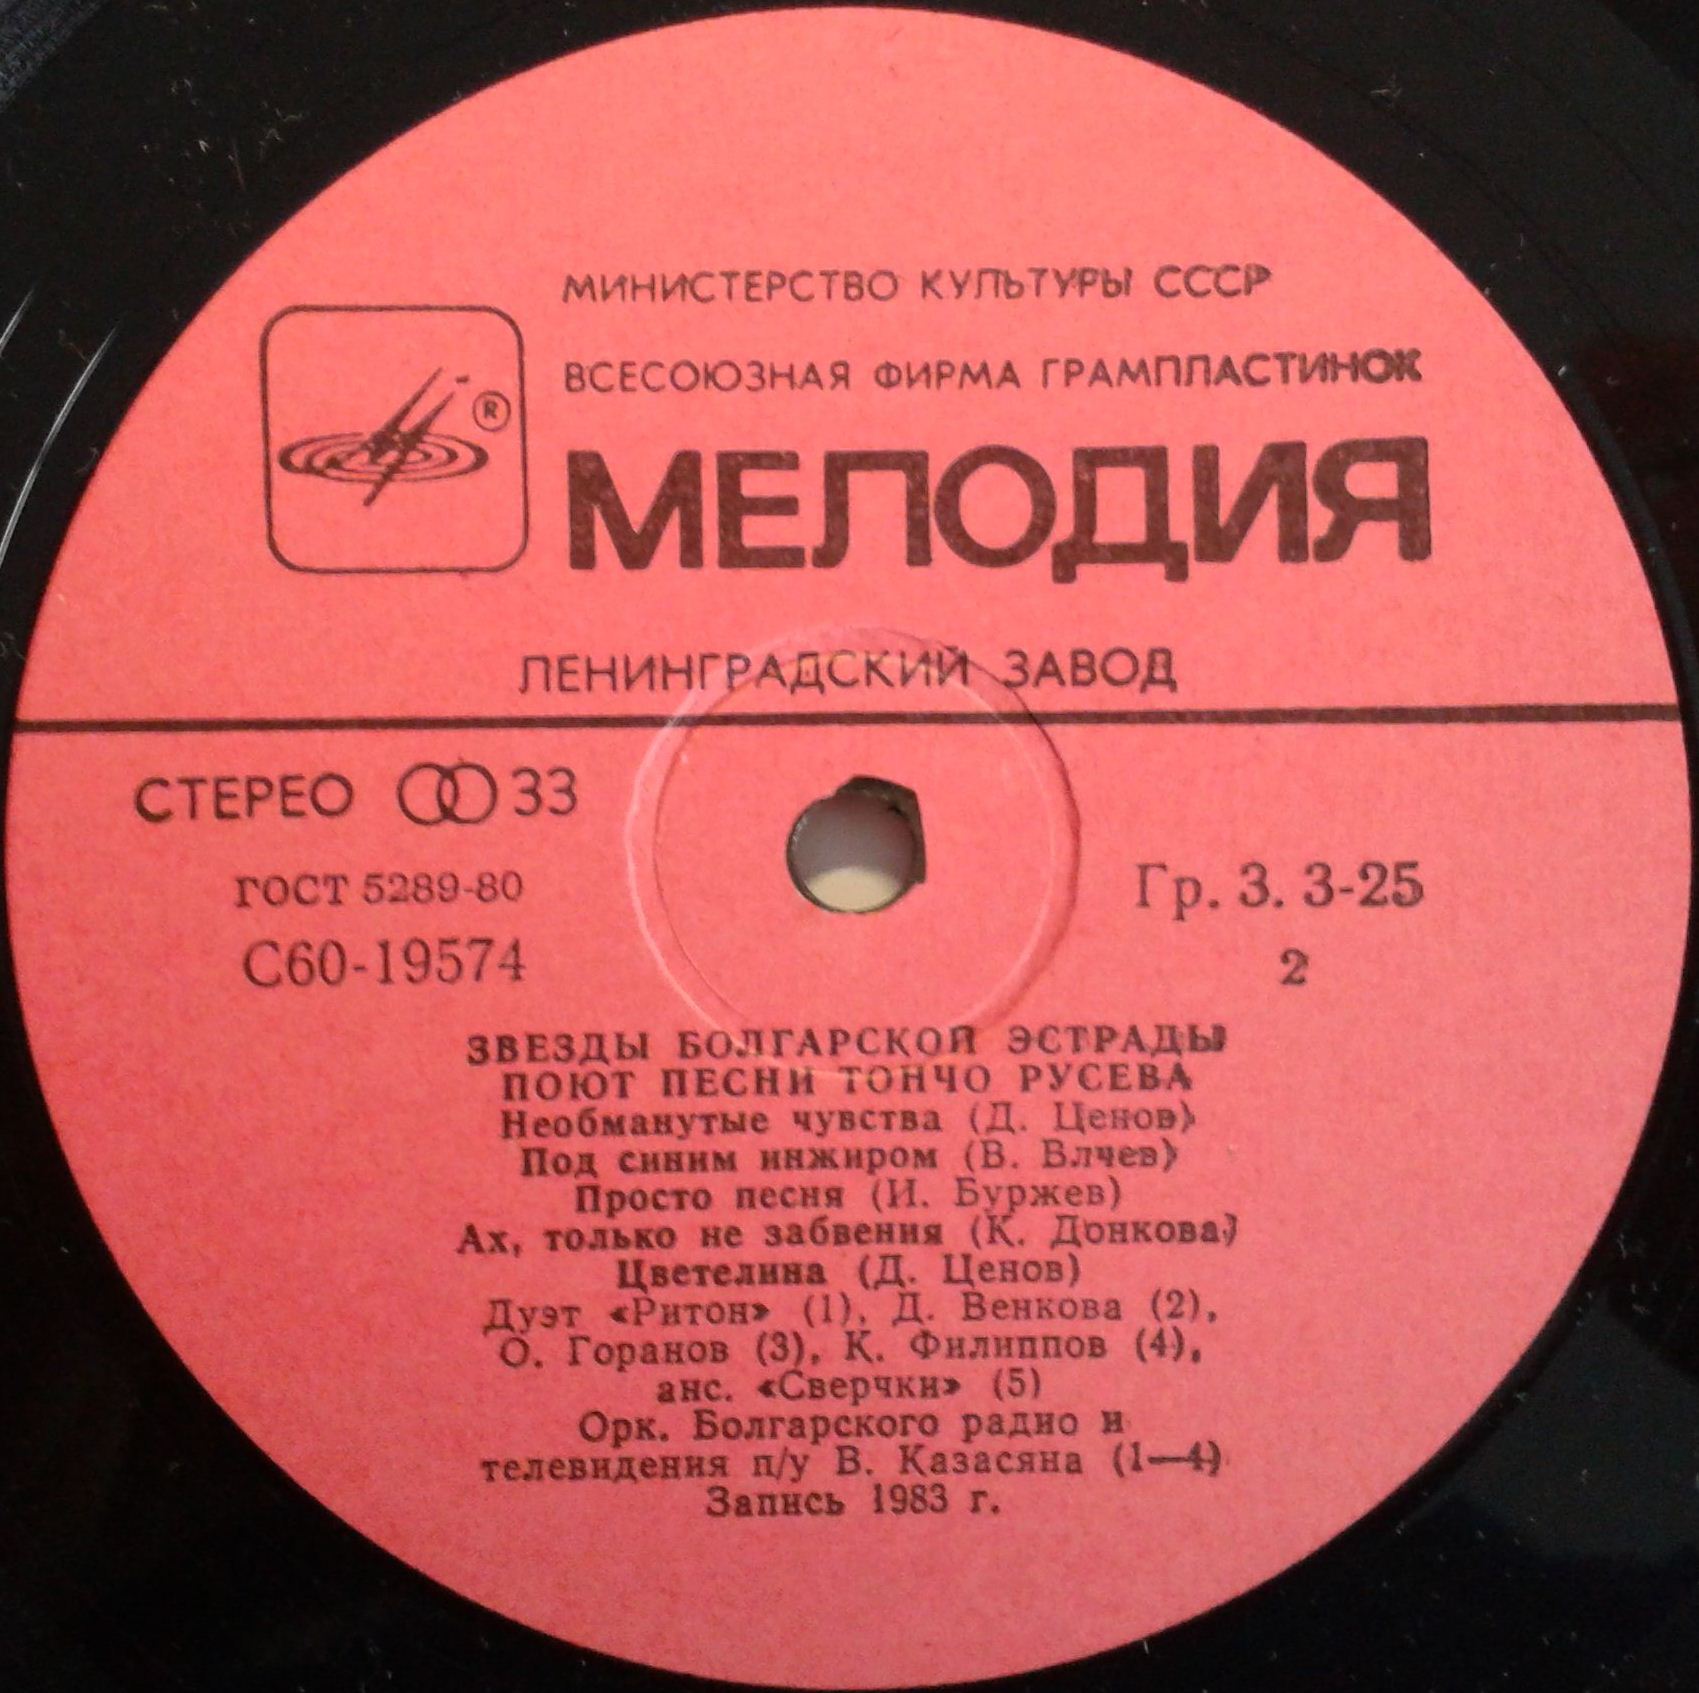 МИНИСТЕРСТВО КУЛЬТУРЫ СССР
ВСЕСОЮЗНАЯ ФИРМА ГРАМПЛАСТИНОК
®
МЕЛОДИЯ
ЛЕНИНГРАДСКИЙ ЗАВОД
СТЕРЕО 33
ГОСТ 5289-80
Гр. 3. 3-25
С60-19574
2
ЗВЕЗДЫ БОЛГАРСКОЙ ЭСТРАДЫ
ПОЮТ ПЕСНИ ТОНЧО РУСЕВА
Необманутые чувства (Д. Ценов)
Под синим инжиром (В. Влчев)
Просто песня (И. Буржев)
Ах, только не забвения (К. Донкова)
Цветелина (Д. Ценов)
Дуэт «Ритон» (1), Д. Венкова (2),
О. Горанов (3), К. Филиппов (4),
анс. «Сверчки» (5)
Орк. Болгарского радио и
телевидения п/у В. Казасяна (1—4)
Запись 1983 г.